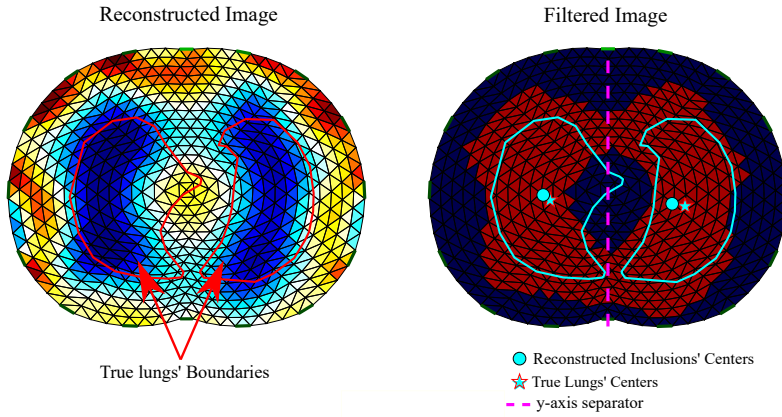 Reconstructed Image
Filtered Image
True lungs' Boundaries
Reconstructed Inclusions' Centers
True Lungs' Centers
y-axis separator